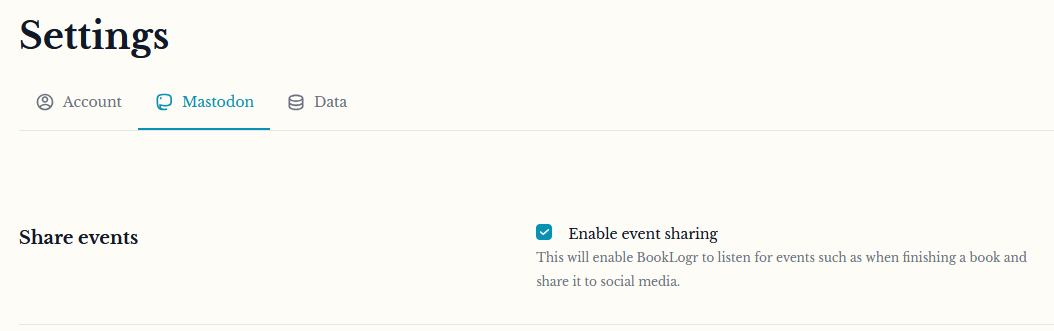 Settings
Account
Mastodon
Data
Share events
Enable event sharing
This will enable BookLogr to listen for events such as when finishing a book and
share it to social media.